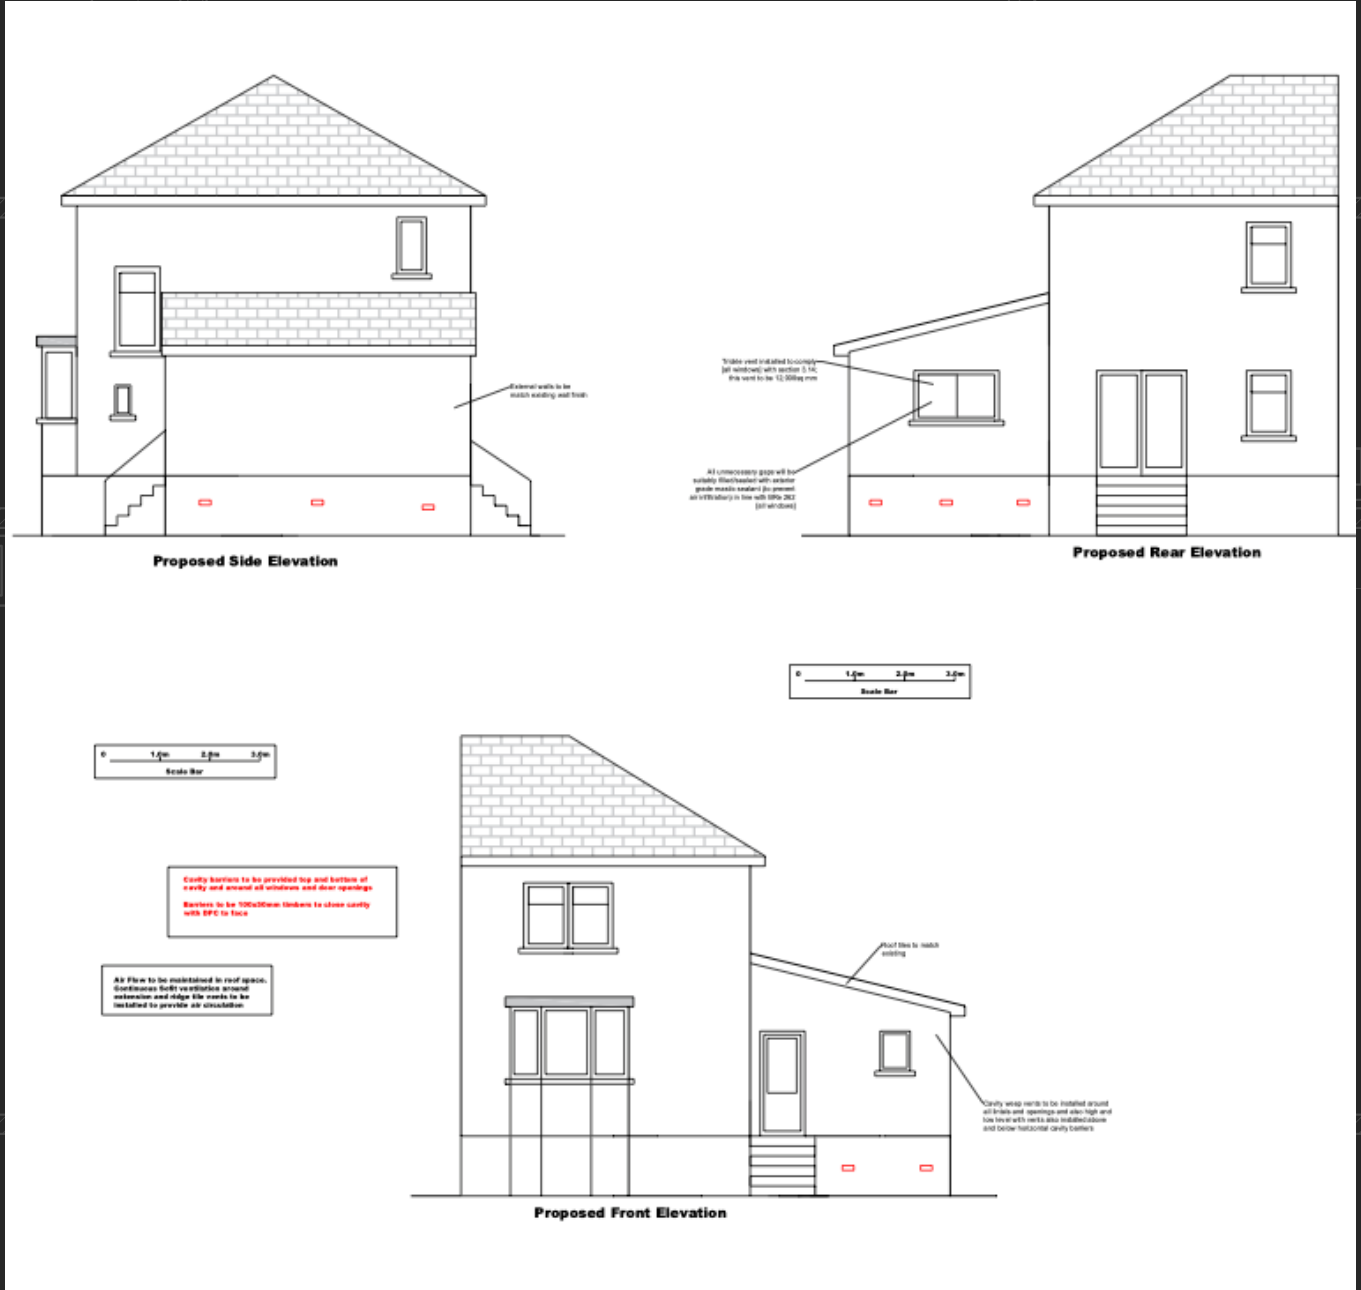 External walls to be
match existing wall finish
Proposed Side Elevation
Trickle vent installed to comply
(all windows) with section 3.14;
this vent to be 12,000sq mm
All unnecessary gaps will be
suitably filled/sealed with exterior
grade mastic sealant (to prevent
air infiltration) in line with BRe 262
(all windows)
Proposed Rear Elevation
0 1.0m 2.0m 3.0m
Scale Bar
0 1.0m 2.0m 3.0m
Scale Bar
Cavity barriers to be provided top and bottom of
cavity and around all windows and door openings
Barriers to be 100x50mm timbers to close cavity
with DPC to face
Air Flow to be maintained in roof space.
Continuous Sofit ventilation around
extension and ridge tile vents to be
installed to provide air circulation
Roof tiles to match
existing
Cavity weep vents to be installed around
all lintels and openings and also high and
low level with vents also installed above
and below horizontal cavity barriers
Proposed Front Elevation